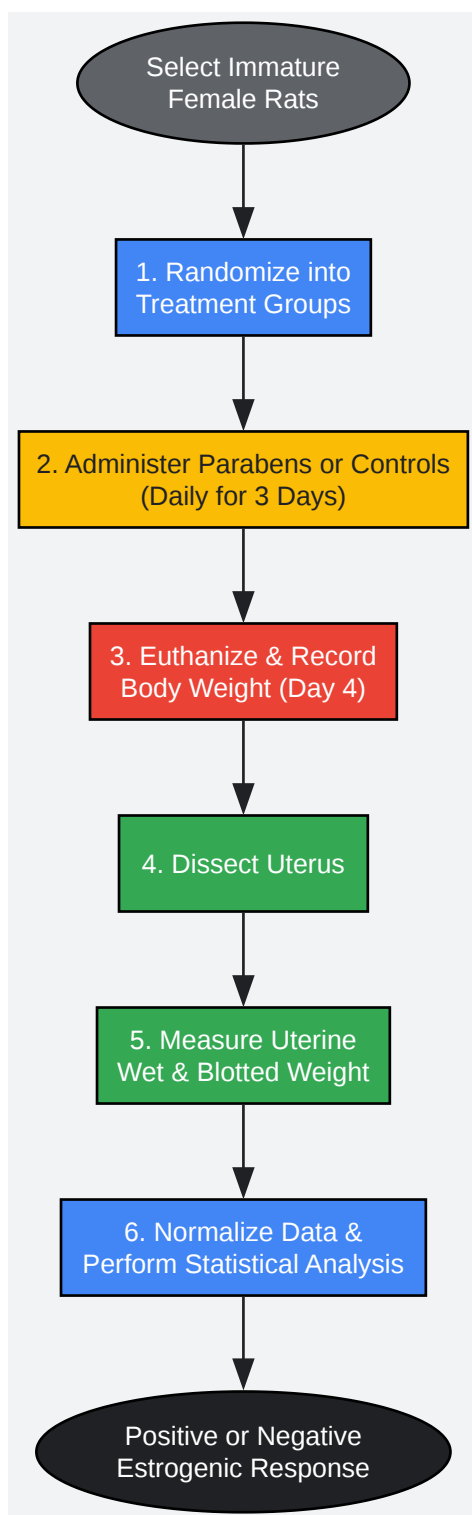 Select Immature
Female Rats
1. Randomize into
Treatment Groups
2. Administer Parabens or Controls
(Daily for 3 Days)
3. Euthanize & Record
Body Weight (Day 4)
4. Dissect Uterus
5. Measure Uterine
Wet & Blotted Weight
6. Normalize Data &
Perform Statistical Analysis
Positive or Negative
Estrogenic Response